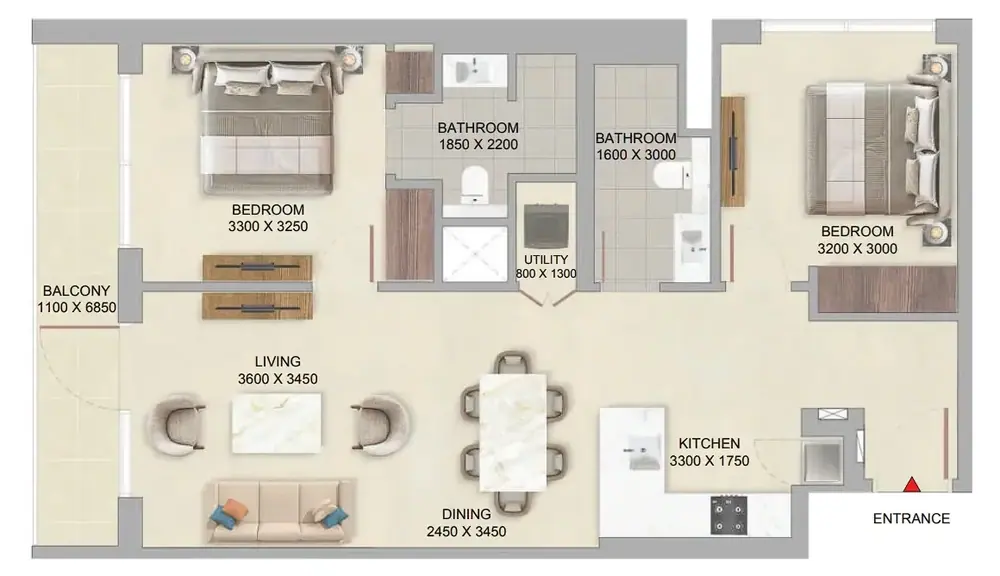 BATHROOM
1850 X 2200
BATHROOM
1600 X 3000
BEDROOM
3300 X 3250
BEDROOM
3200 X 3000
UTILITY
800 X 1300
BALCONY
1100 X 6850
LIVING
3600 X 3450
KITCHEN
3300 X 1750
DINING
2450 X 3450
ENTRANCE